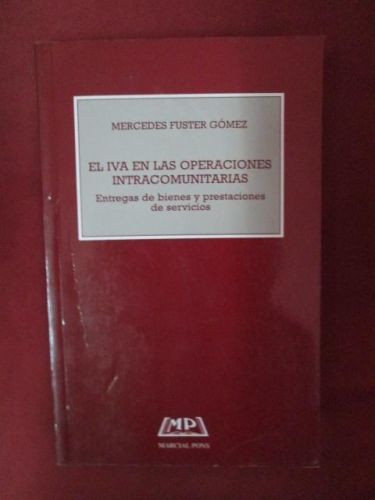 MERCEDES FUSTER GÓMEZ
EL IVA EN LAS OPERACIONES
INTRACOMUNITARIAS
Entregas de bienes y prestaciones
de servicios
MP
MARCIAL PONS